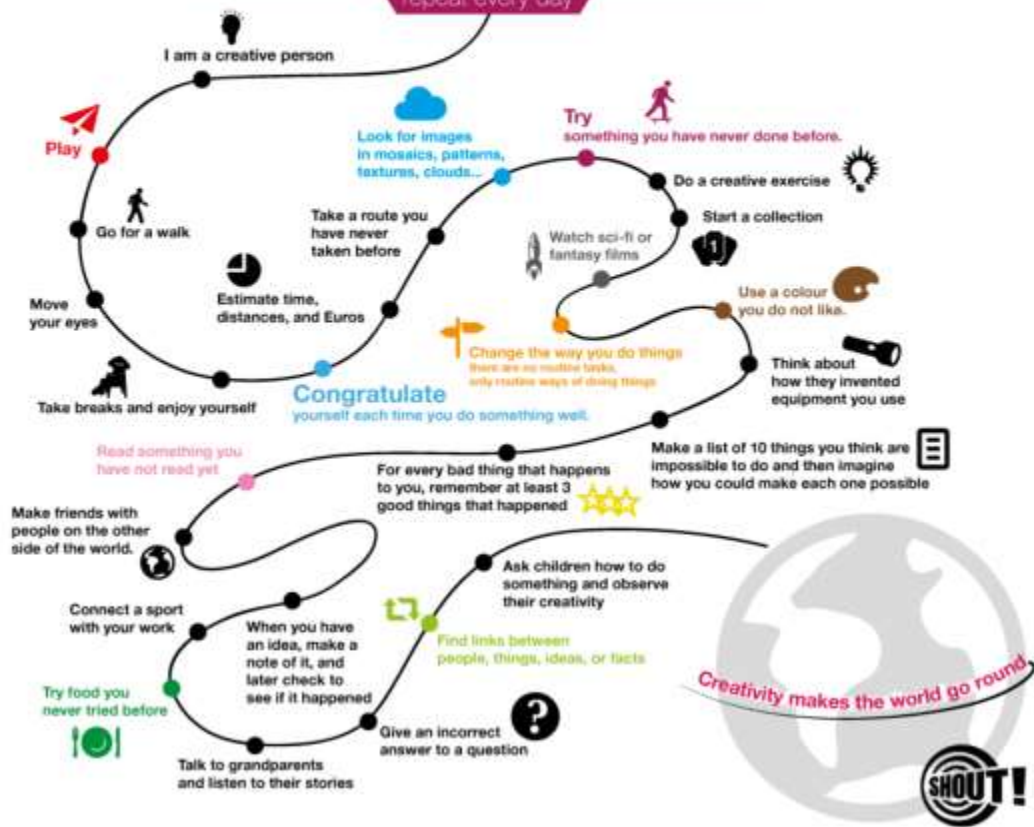 repeat every day
I am a creative person
Play
Go for a walk
Move
your eyes
Take breaks and enjoy yourself
Congratulate
yourself each time you do something well.
Estimate time,
distances, and Euros
Take a route you
have never
taken before
Look for images
in mosaics, patterns,
textures, clouds...
Try
something you have never done before.
Do a creative exercise
Start a collection
1
Watch sci-fi or
fantasy films
Change the way you do things
there are no routine tasks,
only routine ways of doing things
Use a colour
you do not like.
Think about
how they invented
equipment you use
Make a list of 10 things you think are
impossible to do and then imagine
how you could make each one possible
For every bad thing that happens
to you, remember at least 3
good things that happened
Read something you
have not read yet
Make friends with
people on the other
side of the world.
When you have
an idea, make a
note of it, and
later check to
see if it happened
Connect a sport
with your work
Try food you
never tried before
Talk to grandparents
and listen to their stories
Give an incorrect
answer to a question
?
Find links between
people, things, ideas, or facts
Ask children how to do
something and observe
their creativity
Creativity makes the world go round
SHOUT!